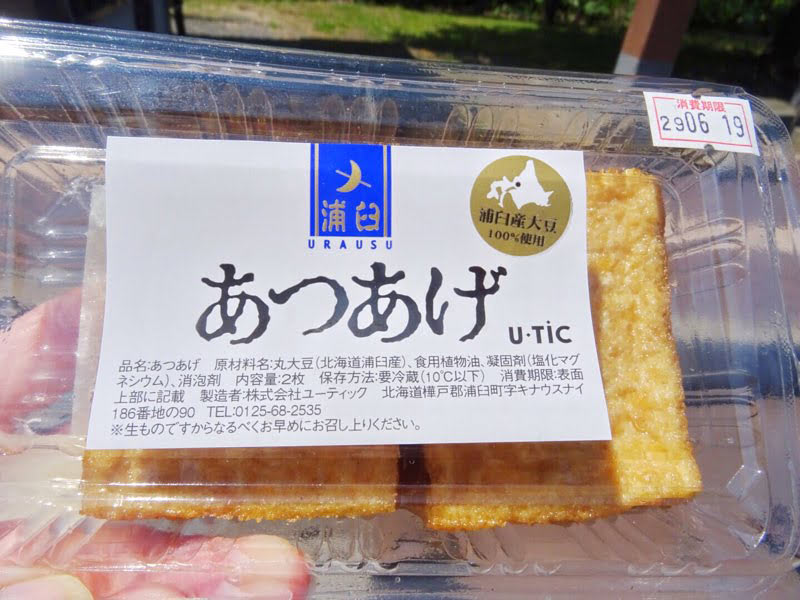 消費期限
29 06 19
浦臼
URAUSU
浦臼産大豆
100%使用
あつあげ
U・TiC
品名:あつあげ　原材料名:丸大豆(北海道浦臼産)、食用植物油、凝固剤(塩化マグ
ネシウム)、消泡剤　内容量:2枚　保存方法:要冷蔵(10℃以下)　消費期限:表面
上部に記載　製造者:株式会社ユーティック　北海道樺戸郡浦臼町字キナウスナイ
186番地の90　TEL:0125-68-2535
※生ものですからなるべくお早めにお召し上りください。